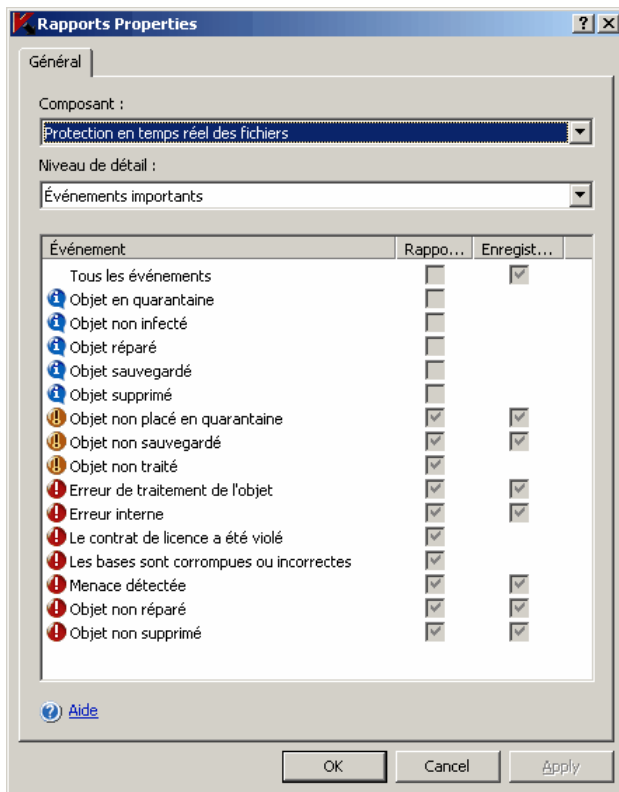 Rapports Properties
Général
Composant :
Protection en temps réel des fichiers
Niveau de détail :
Événements importants
Événement Rappo... Enregist...
Tous les événements
Objet en quarantaine
Objet non infecté
Objet réparé
Objet sauvegardé
Objet supprimé
Objet non placé en quarantaine
Objet non sauvegardé
Objet non traité
Erreur de traitement de l'objet
Erreur interne
Le contrat de licence a été violé
Les bases sont corrompues ou incorrectes
Menace détectée
Objet non réparé
Objet non supprimé
Aide
OK Cancel Apply